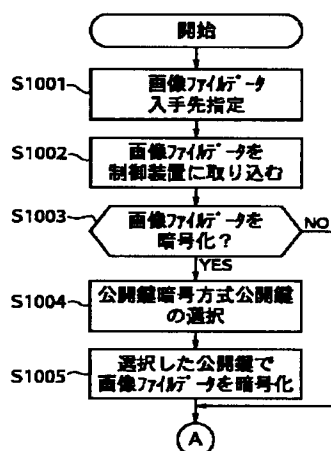 開始
S1001
画像ファイルデータ
入手先指定
S1002
画像ファイルデータを
制御装置に取り込む
S1003
画像ファイルデータを
暗号化？
NO
YES
S1004
公開鍵暗号方式公開鍵
の選択
S1005
選択した公開鍵で
画像ファイルデータを暗号化
A